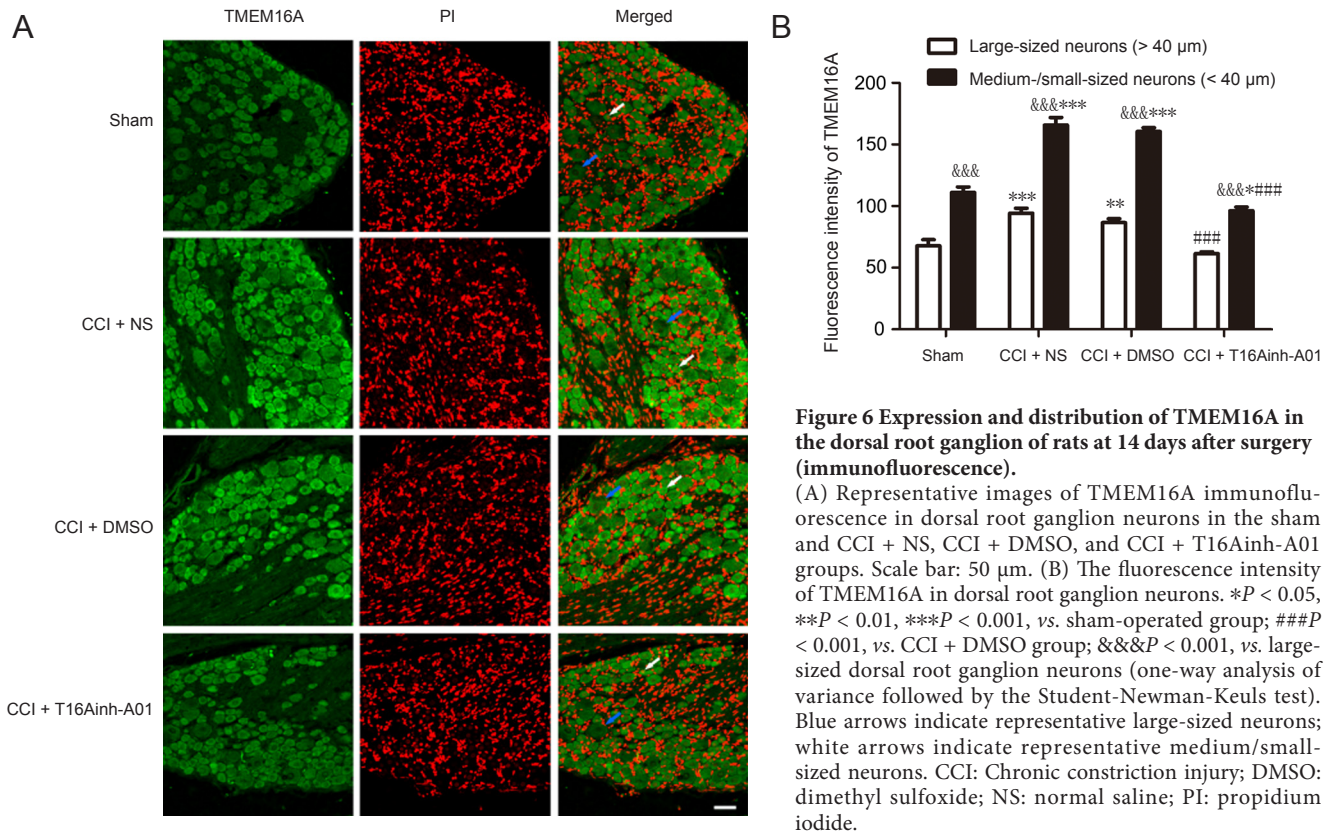 A
TMEM16A
PI
Merged
Sham
CCI + NS
CCI + DMSO
CCI + T16Ainh-A01
B
Large-sized neurons (> 40 μm)
Medium-/small-sized neurons (< 40 μm)
Fluorescence intensity of TMEM16A
200
150
100
50
0
&&&
***
&&&***
**
&&&***
###
&&&*###
Sham
CCI + NS
CCI + DMSO
CCI + T16Ainh-A01
Figure 6 Expression and distribution of TMEM16A in
the dorsal root ganglion of rats at 14 days after surgery
(immunofluorescence).
(A) Representative images of TMEM16A immunoflu-
orescence in dorsal root ganglion neurons in the sham
and CCI + NS, CCI + DMSO, and CCI + T16Ainh-A01
groups. Scale bar: 50 μm. (B) The fluorescence intensity
of TMEM16A in dorsal root ganglion neurons. *P < 0.05,
**P < 0.01, ***P < 0.001, vs. sham-operated group; ###P
< 0.001, vs. CCI + DMSO group; &&&P < 0.001, vs. large-
sized dorsal root ganglion neurons (one-way analysis of
variance followed by the Student-Newman-Keuls test).
Blue arrows indicate representative large-sized neurons;
white arrows indicate representative medium/small-
sized neurons. CCI: Chronic constriction injury; DMSO:
dimethyl sulfoxide; NS: normal saline; PI: propidium
iodide.